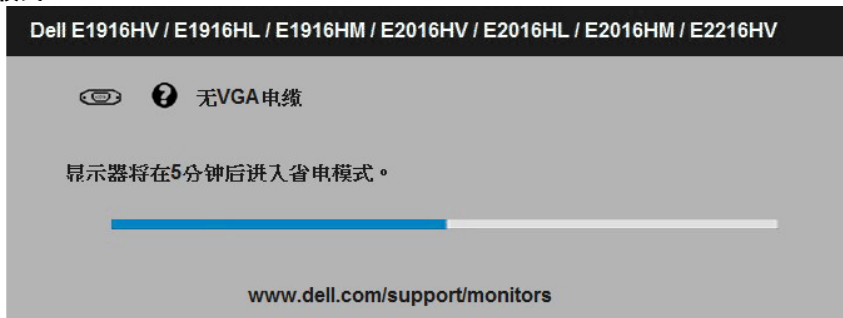 Dell E1916HV / E1916HL / E1916HM / E2016HV / E2016HL / E2016HM / E2216HV
无VGA电缆
显示器将在5分钟后进入省电模式。
www.dell.com/support/monitors